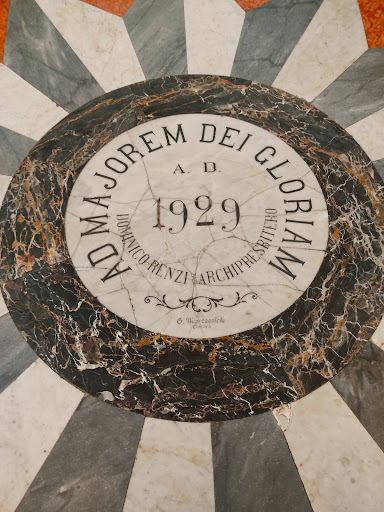 AD MAJOREM DEI GLORIAM
A. D.
1929
DOMINICO RENZI ARCHIPRESBITERO